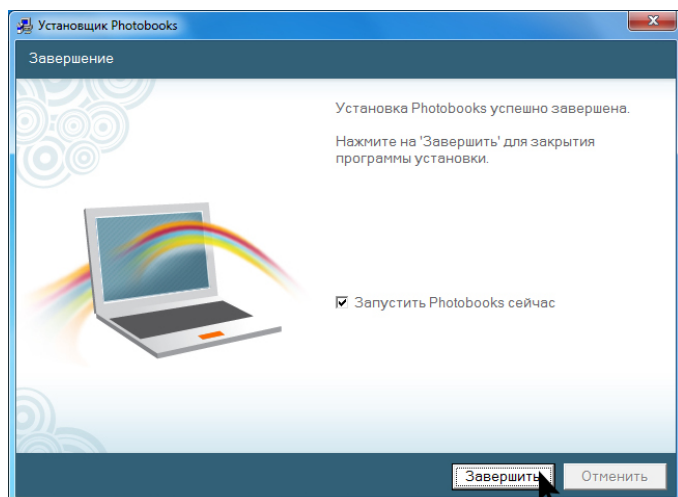 Установщик Photobooks
Завершение
Установка Photobooks успешно завершена.
Нажмите на 'Завершить' для закрытия
программы установки.
Запустить Photobooks сейчас
Завершить
Отменить